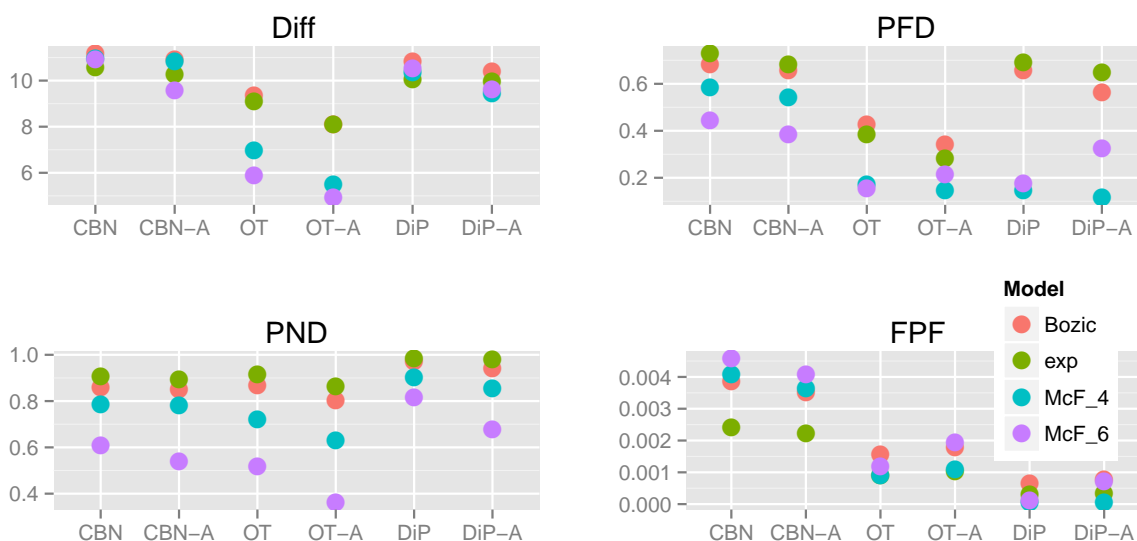 Diff
10
8
6
CBN CBN−A OT OT−A DiP DiP−A
PFD
0.6
0.4
0.2
CBN CBN−A OT OT−A DiP DiP−A
PND
1.0
0.8
0.6
0.4
CBN CBN−A OT OT−A DiP DiP−A
FPF
0.004
0.003
0.002
0.001
0.000
CBN CBN−A OT OT−A DiP DiP−A
Model
Bozic
exp
McF_4
McF_6